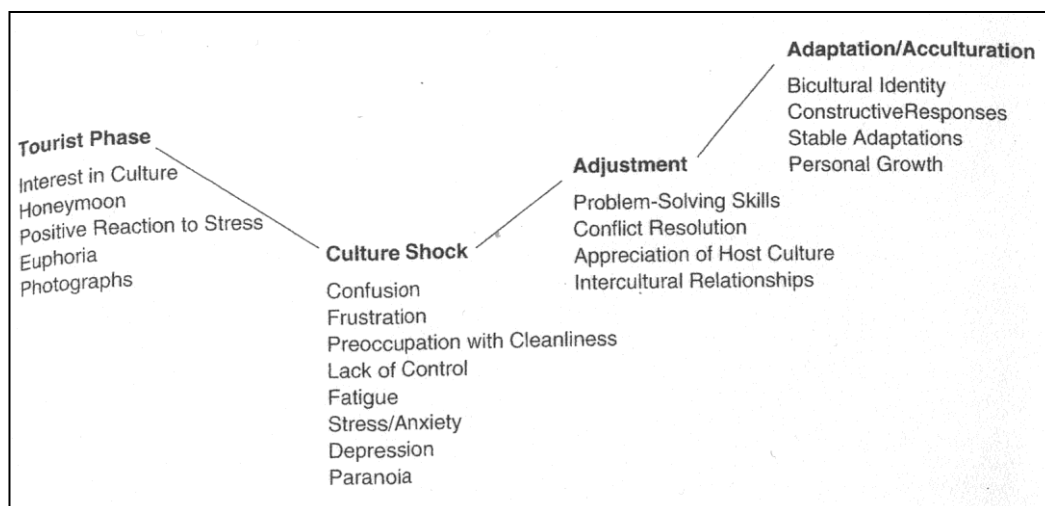 Tourist Phase
Interest in Culture
Honeymoon
Positive Reaction to Stress
Euphoria
Photographs
Culture Shock
Confusion
Frustration
Preoccupation with Cleanliness
Lack of Control
Fatigue
Stress/Anxiety
Depression
Paranoia
Adjustment
Problem-Solving Skills
Conflict Resolution
Appreciation of Host Culture
Intercultural Relationships
Adaptation/Acculturation
Bicultural Identity
ConstructiveResponses
Stable Adaptations
Personal Growth